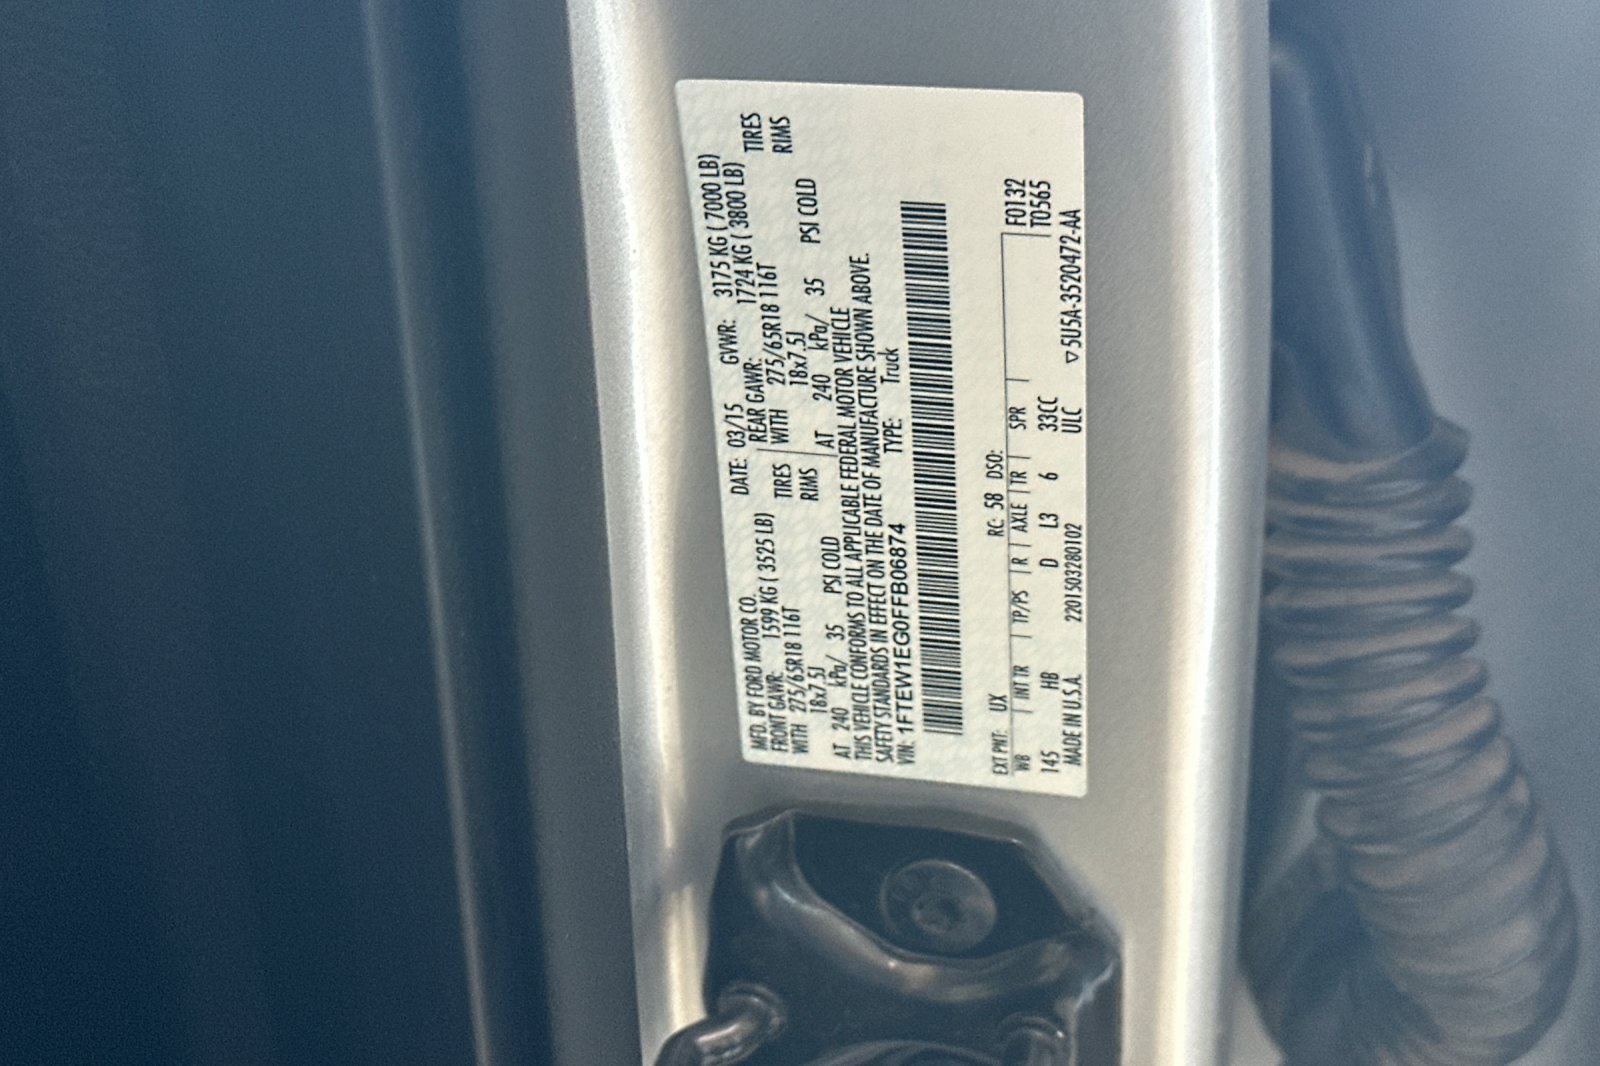 MFD. BY FORD MOTOR CO. DATE: 03/15 GVWR: 3175 KG ( 7000 LB)
FRONT GAWR: 1599 KG ( 3525 LB) REAR GAWR: 1724 KG ( 3800 LB)
WITH 275/65R18 116T TIRES WITH 275/65R18 116T TIRES
18x7.5J RIMS 18x7.5J RIMS
AT 240 kPa/ 35 PSI COLD AT 240 kPa/ 35 PSI COLD
THIS VEHICLE CONFORMS TO ALL APPLICABLE FEDERAL MOTOR VEHICLE
SAFETY STANDARDS IN EFFECT ON THE DATE OF MANUFACTURE SHOWN ABOVE.
VIN: 1FTEW1EG0FFB06874 TYPE: Truck
EXT PNT: UX RC: 58 DSO: F0132
WB INT TR TP/PS R AXLE TR SPR T0565
145 HB D L3 6 33CC
MADE IN U.S.A. 2201503280102 ULC ▽5U5A-3520472-AA